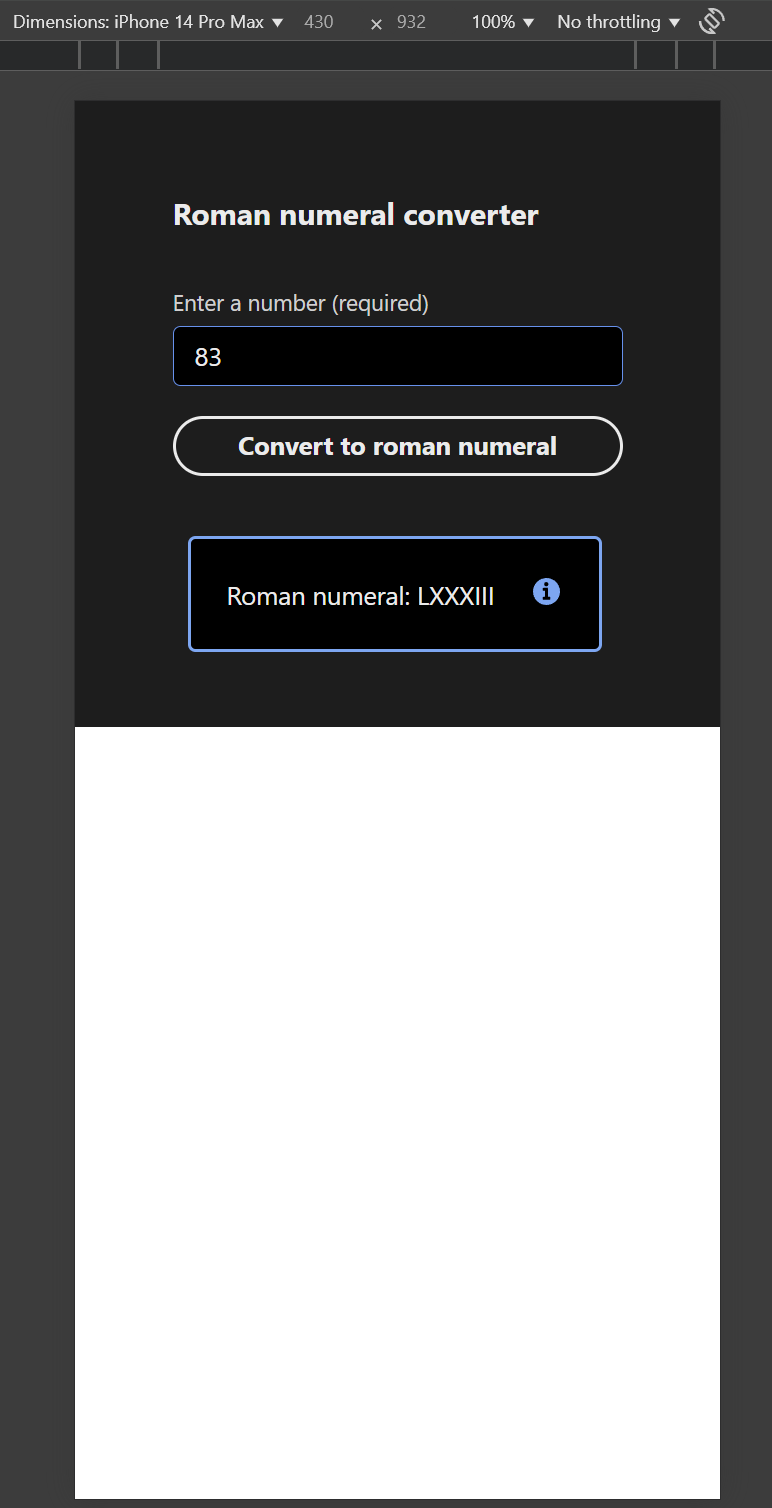 Dimensions: iPhone 14 Pro Max ▼ 430 × 932 100% ▼ No throttling ▼
Roman numeral converter
Enter a number (required)
83
Convert to roman numeral
Roman numeral: LXXXIII